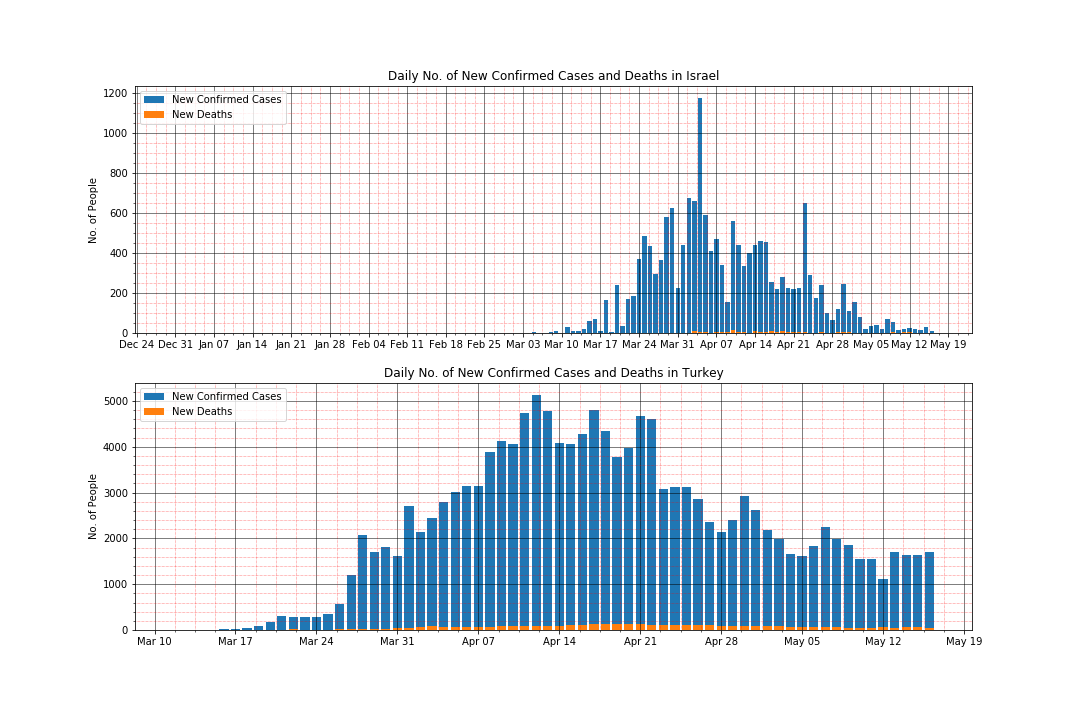 Daily No. of New Confirmed Cases and Deaths in Israel
1200
1000
800
600
400
200
0
No. of People
New Confirmed Cases
New Deaths
Dec 24 Dec 31 Jan 07 Jan 14 Jan 21 Jan 28 Feb 04 Feb 11 Feb 18 Feb 25 Mar 03 Mar 10 Mar 17 Mar 24 Mar 31 Apr 07 Apr 14 Apr 21 Apr 28 May 05 May 12 May 19
Daily No. of New Confirmed Cases and Deaths in Turkey
5000
4000
3000
2000
1000
0
No. of People
New Confirmed Cases
New Deaths
Mar 10 Mar 17 Mar 24 Mar 31 Apr 07 Apr 14 Apr 21 Apr 28 May 05 May 12 May 19